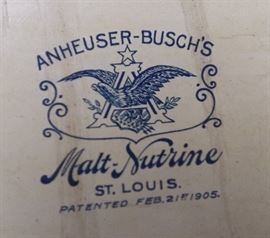 ANHEUSER-BUSCH'S
Malt-Nutrine
ST. LOUIS.
PATENTED FEB. 21ST 1905.